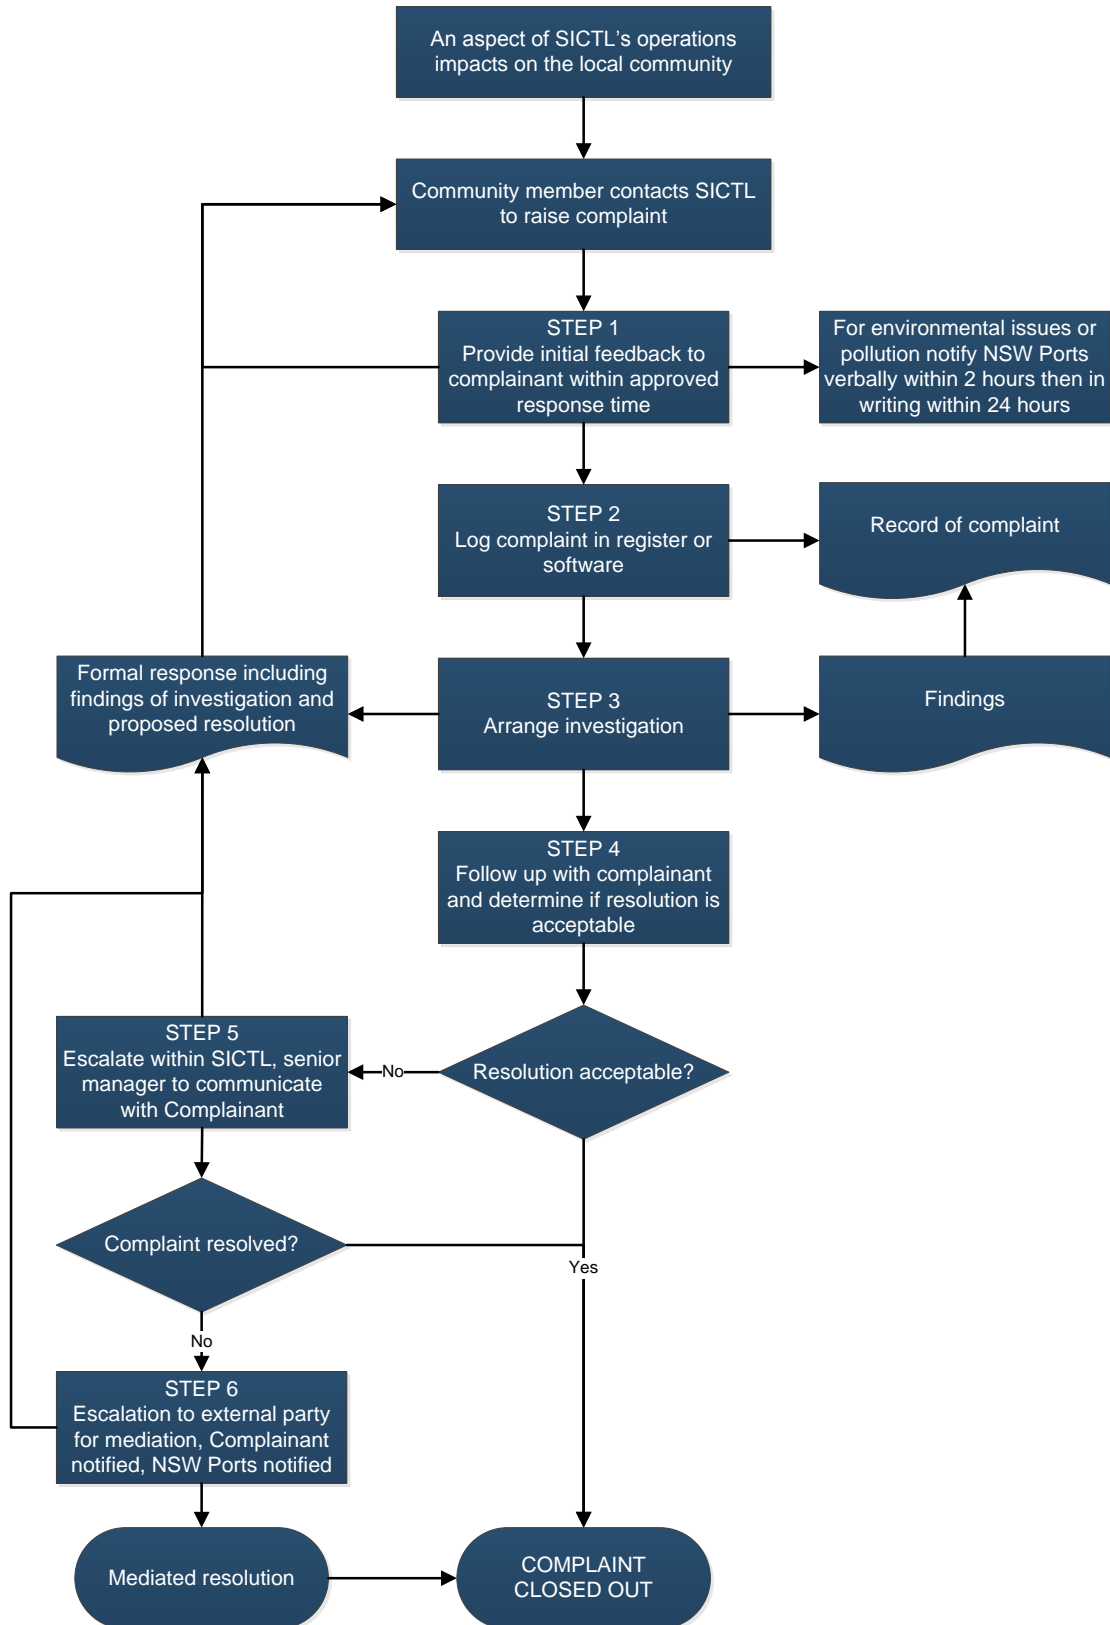 An aspect of SICTL's operations
impacts on the local community
Community member contacts SICTL
to raise complaint
STEP 1
Provide initial feedback to
complainant within approved
response time
For environmental issues or
pollution notify NSW Ports
verbally within 2 hours then in
writing within 24 hours
STEP 2
Log complaint in register or
software
Record of complaint
Formal response including
findings of investigation and
proposed resolution
STEP 3
Arrange investigation
Findings
STEP 4
Follow up with complainant
and determine if resolution is
acceptable
STEP 5
Escalate within SICTL, senior
manager to communicate
with Complainant
No
Resolution acceptable?
Complaint resolved?
Yes
No
STEP 6
Escalation to external party
for mediation, Complainant
notified, NSW Ports notified
Mediated resolution
COMPLAINT
CLOSED OUT